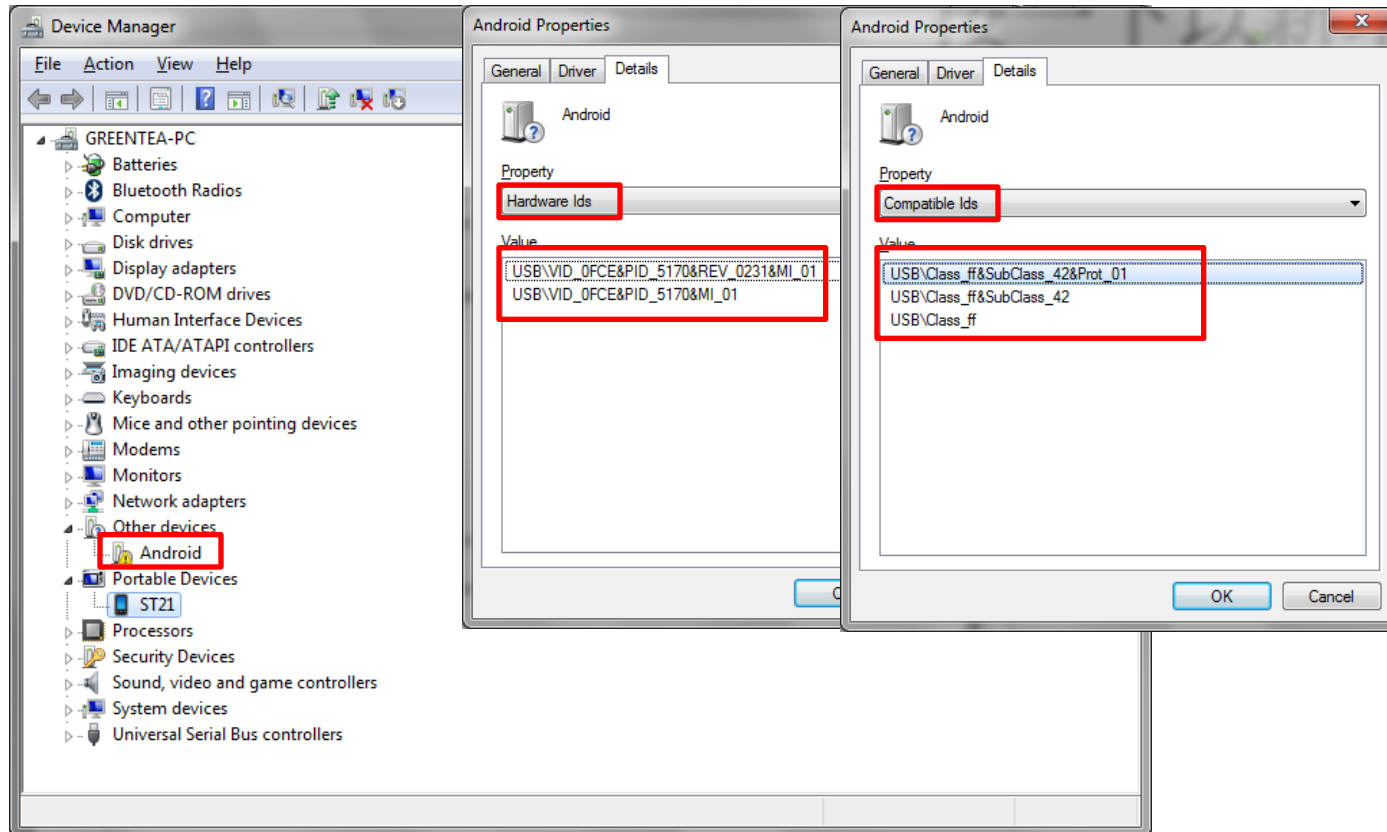 Device Manager
File Action View Help
GREENTEA-PC
Batteries
Bluetooth Radios
Computer
Disk drives
Display adapters
DVD/CD-ROM drives
Human Interface Devices
IDE ATA/ATAPI controllers
Imaging devices
Keyboards
Mice and other pointing devices
Modems
Monitors
Network adapters
Other devices
Android
Portable Devices
ST21
Processors
Security Devices
Sound, video and game controllers
System devices
Universal Serial Bus controllers
Android Properties
General Driver Details
Android
Property
Hardware Ids
Value
USB\VID_0FCE&PID_5170&REV_0231&MI_01
USB\VID_0FCE&PID_5170&MI_01
Android Properties
General Driver Details
Android
Property
Compatible Ids
Value
USB\Class_ff&SubClass_42&Prot_01
USB\Class_ff&SubClass_42
USB\Class_ff
OK Cancel